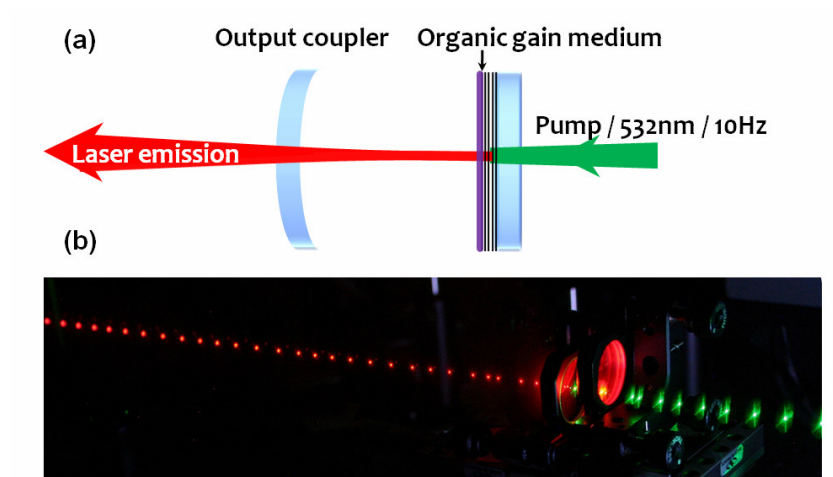 (a)
Output coupler
Organic gain medium
Pump / 532nm / 10Hz
Laser emission
(b)